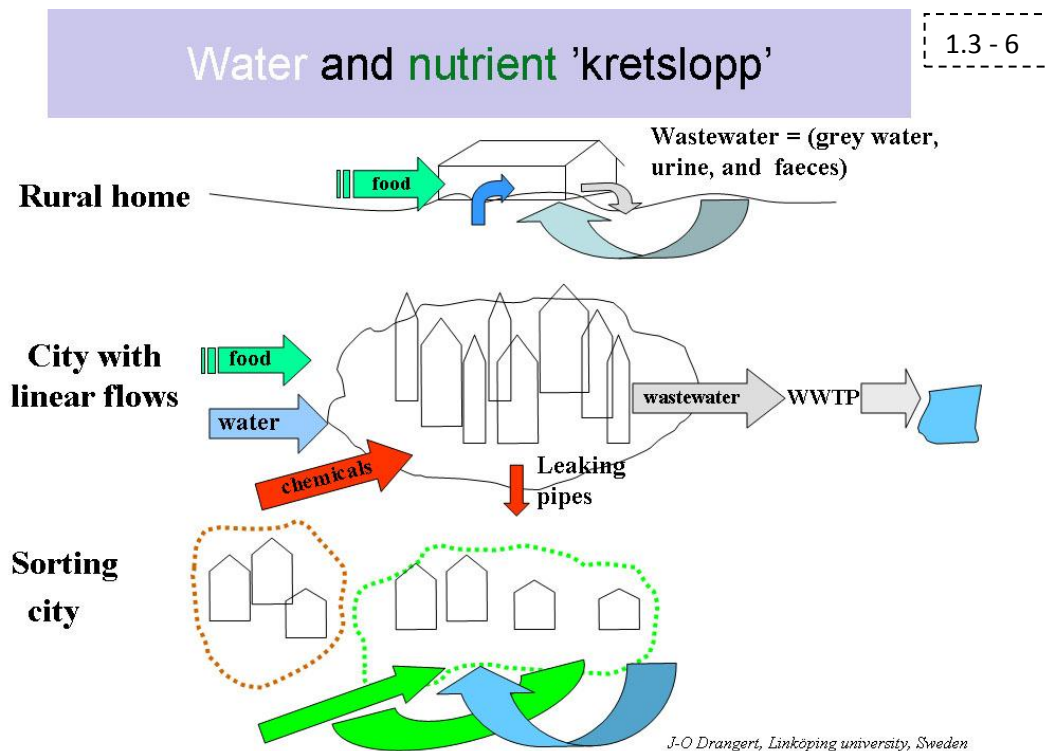 Water and nutrient ’kretslopp’
1.3 - 6
Wastewater = (grey water,
urine, and faeces)
Rural home
food
City with
linear flows
food
water
chemicals
wastewater
WWTP
Leaking
pipes
Sorting
city
J-O Drangert, Linköping university, Sweden